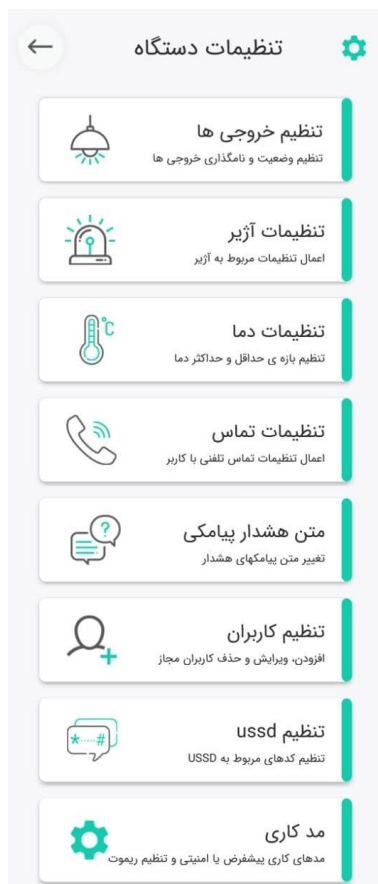 تنظیمات دستگاه
تنظیم خروجی ها
تنظیم وضعیت و نامگذاری خروجی ها
تنظیمات آژیر
اعمال تنظیمات مربوط به آژیر
تنظیمات دما
تنظیم بازه ی حداقل و حداکثر دما
°C
تنظیمات تماس
اعمال تنظیمات تماس تلفنی با کاربر
متن هشدار پیامکی
تغییر متن پیامکهای هشدار
?
تنظیم کاربران
افزودن، ویرایش و حذف کاربران مجاز
تنظیم ussd
تنظیم کدهای مربوط به USSD
*·····#
مد کاری
مدهای کاری پیشفرض یا امنیتی و تنظیم ریموت